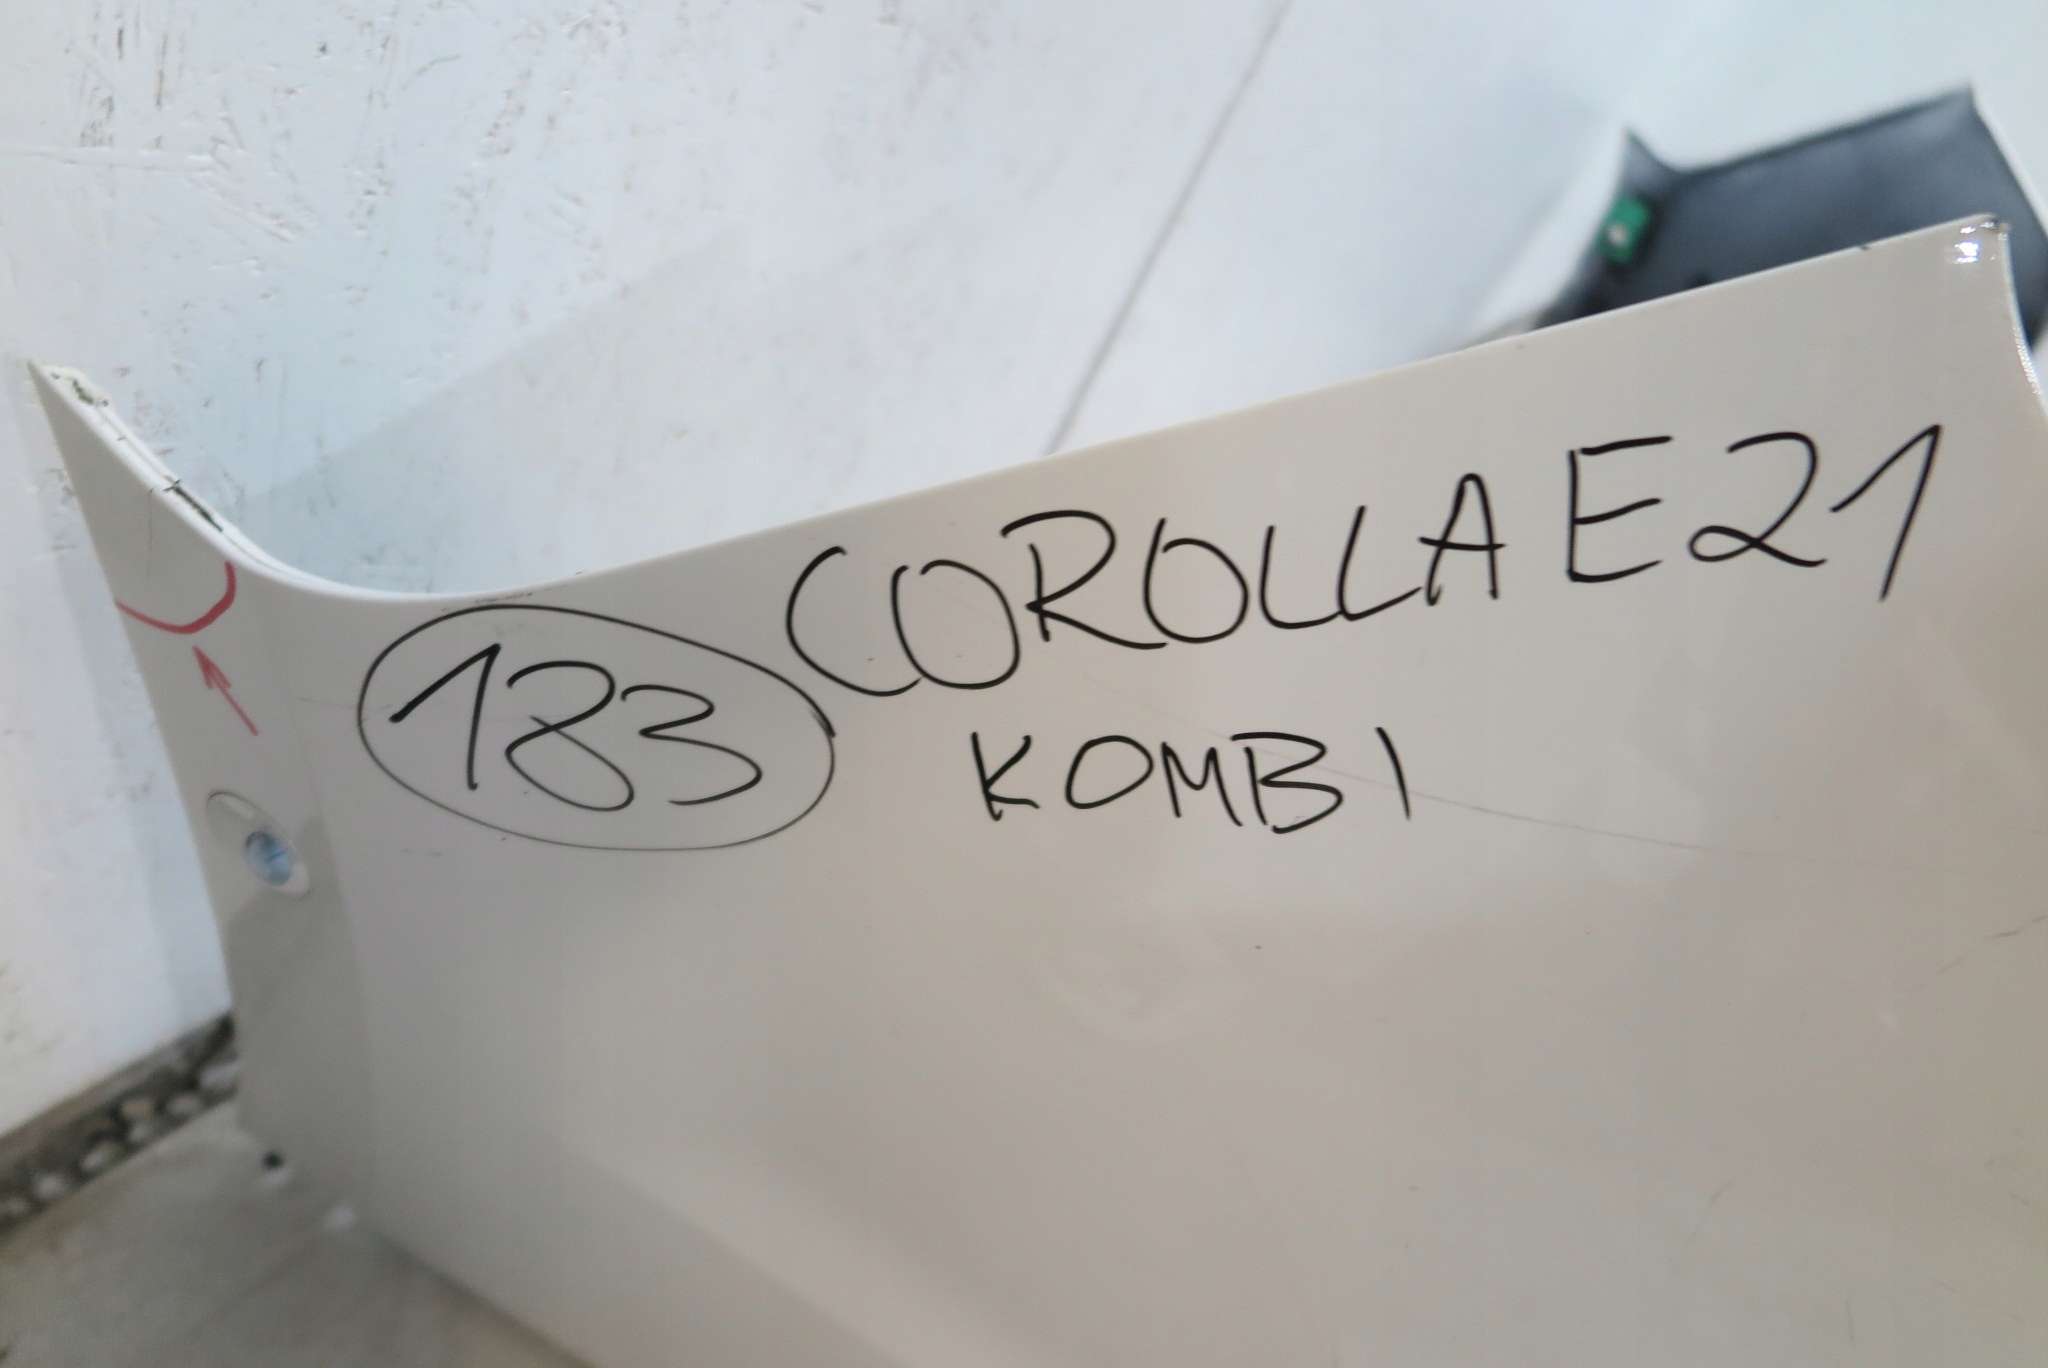 COROLLA E21
183 KOMBI